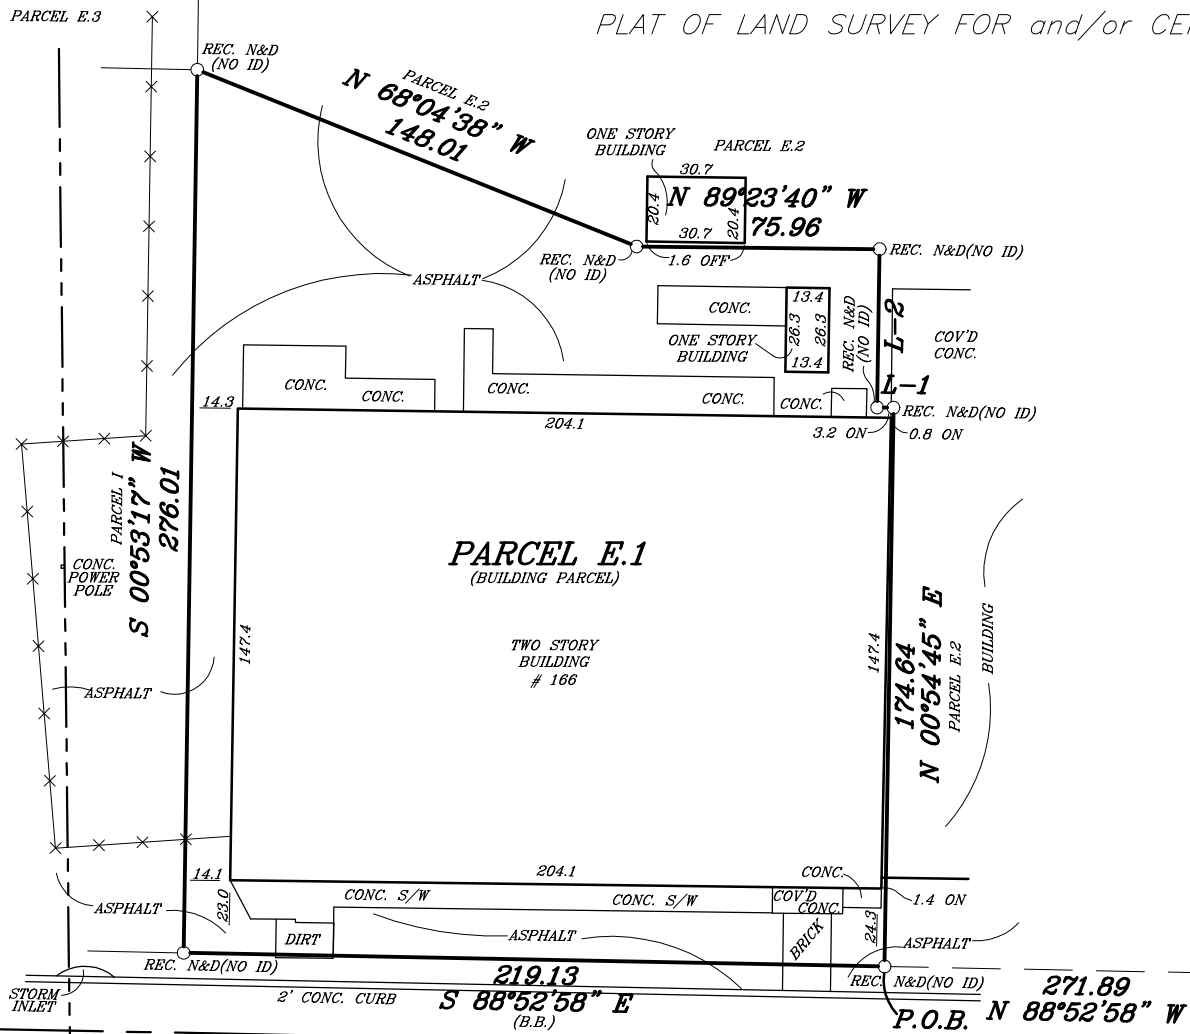 PARCEL E.3
PLAT OF LAND SURVEY FOR and/or CE
REC. N&D
(NO ID)
PARCEL E.2
N 68°04'38" W
148.01
ONE STORY
BUILDING
PARCEL E.2
30.7
N 89°23'40" W
75.96
20.4
20.4
30.7
1.6 OFF
REC. N&D
(NO ID)
REC. N&D(NO ID)
ASPHALT
CONC.
13.4
26.3
26.3
13.4
ONE STORY
BUILDING
REC. N&D
(NO ID)
L-2
COV'D
CONC.
L-1
REC. N&D(NO ID)
CONC.
CONC.
CONC.
CONC.
CONC.
14.3
204.1
3.2 ON
0.8 ON
PARCEL I
S 00°53'17" W
276.01
CONC.
POWER
POLE
PARCEL E.1
(BUILDING PARCEL)
TWO STORY
BUILDING
# 166
147.4
147.4
174.64
N 00°54'45" E
PARCEL E.2
BUILDING
ASPHALT
14.1
204.1
23.0
CONC. S/W
CONC. S/W
CONC.
COV'D
CONC.
1.4 ON
24.3
ASPHALT
DIRT
ASPHALT
BRICK
ASPHALT
REC. N&D(NO ID)
REC. N&D(NO ID)
STORM
INLET
2' CONC. CURB
219.13
S 88°52'58" E
(B.B.)
P.O.B.
271.89
N 88°52'58" W